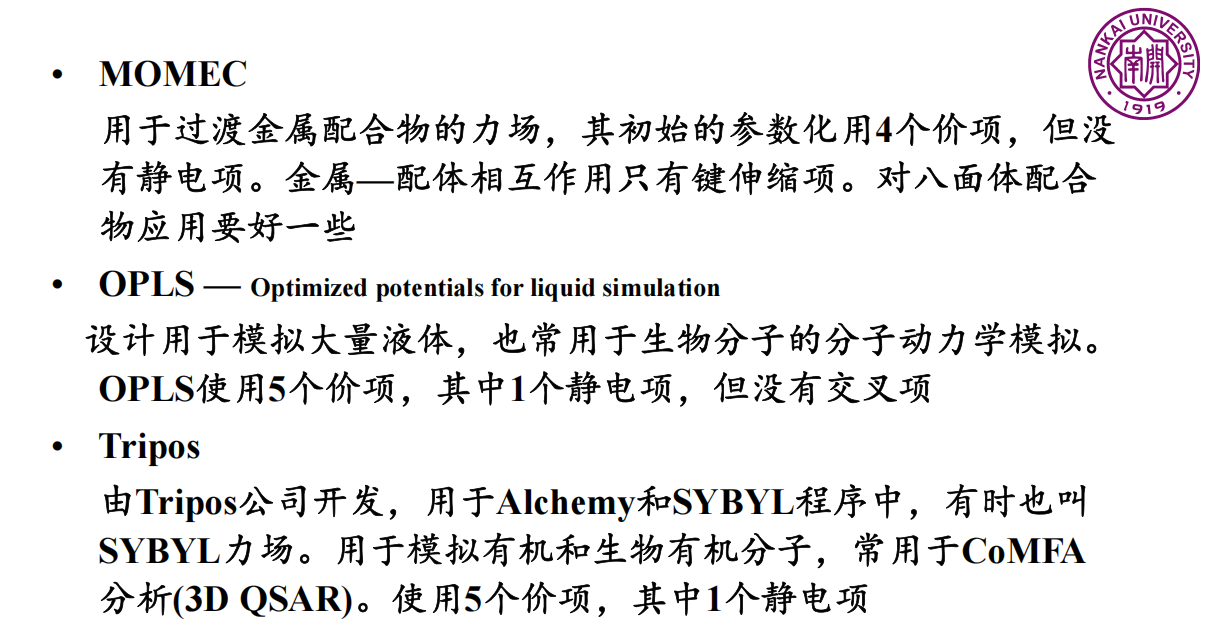 NANKAI UNIVERSITY
南開
1919
• MOMEC
用于过渡金属配合物的力场，其初始的参数化用4个价项，但没
有静电项。金属—配体相互作用只有键伸缩项。对八面体配合
物应用要好一些
• OPLS — Optimized potentials for liquid simulation
设计用于模拟大量液体，也常用于生物分子的分子动力学模拟。
OPLS使用5个价项，其中1个静电项，但没有交叉项
• Tripos
由Tripos公司开发，用于Alchemy和SYBYL程序中，有时也叫
SYBYL力场。用于模拟有机和生物有机分子，常用于CoMFA
分析(3D QSAR)。使用5个价项，其中1个静电项